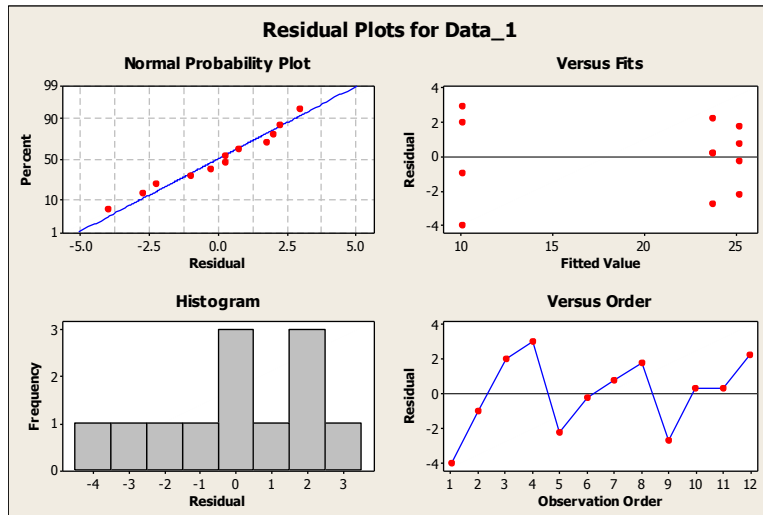 Residual Plots for Data_1
Normal Probability Plot
99
90
50
10
1
Percent
-5.0 -2.5 0.0 2.5 5.0
Residual
Versus Fits
4
2
0
-2
-4
Residual
10 15 20 25
Fitted Value
Histogram
3
2
1
0
Frequency
-4 -3 -2 -1 0 1 2 3
Residual
Versus Order
4
2
0
-2
-4
Residual
1 2 3 4 5 6 7 8 9 10 11 12
Observation Order